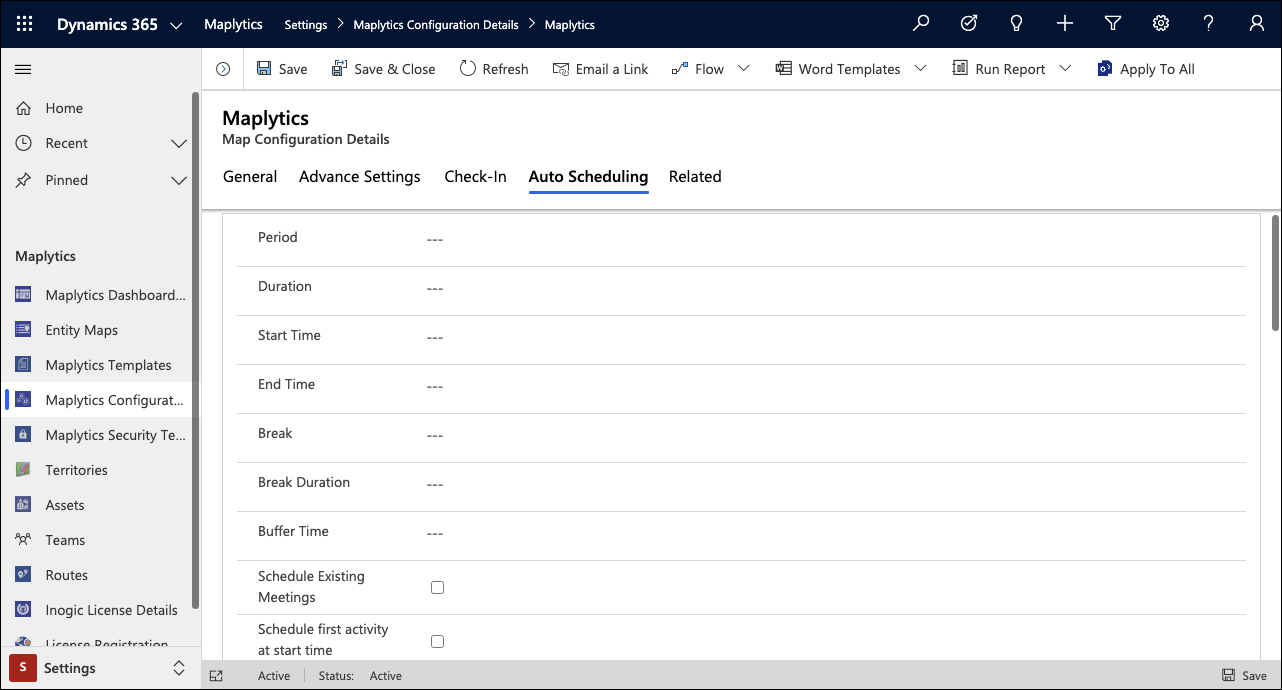 Dynamics 365
Maplytics
Settings > Maplytics Configuration Details > Maplytics
Save
Save & Close
Refresh
Email a Link
Flow
Word Templates
Run Report
Apply To All
Home
Recent
Pinned
Maplytics
Maplytics Dashboard...
Entity Maps
Maplytics Templates
Maplytics Configurat...
Maplytics Security Te...
Territories
Assets
Teams
Routes
Inogic License Details
License Registration
S
Settings
Maplytics
Map Configuration Details
General
Advance Settings
Check-In
Auto Scheduling
Related
Period ---
Duration ---
Start Time ---
End Time ---
Break ---
Break Duration ---
Buffer Time ---
Schedule Existing
Meetings
Schedule first activity
at start time
Active
Status: Active
Save